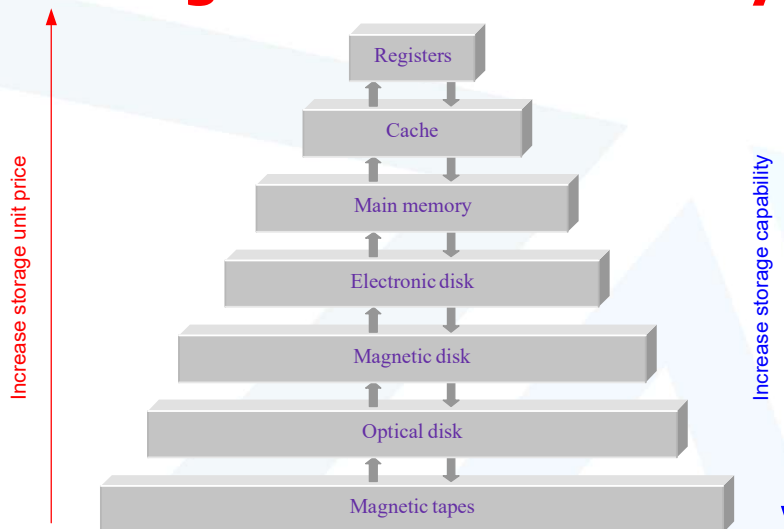 Registers
Cache
Main memory
Electronic disk
Magnetic disk
Optical disk
Magnetic tapes
Increase storage unit price
Increase storage capability